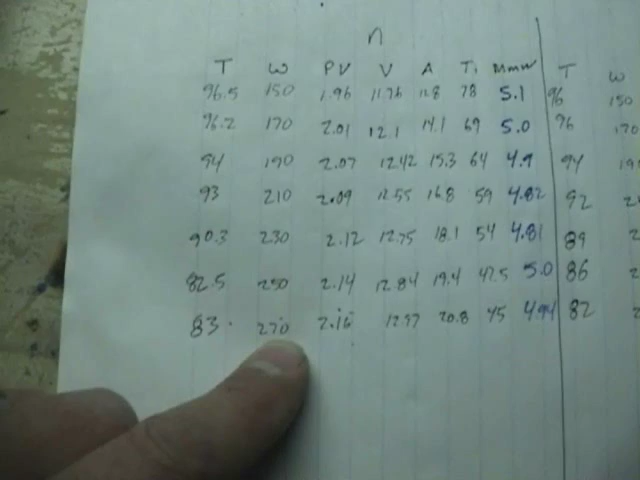 n
T W PV V A T1 MMW T W
96.5 150 1.96 11.76 12.8 78 5.1 96 150
96.2 170 2.01 12.1 14.1 69 5.0 96 170
94 190 2.07 12.42 15.3 64 4.9 94
93 210 2.09 12.55 16.8 59 4.82 92
90.3 230 2.12 12.75 18.1 54 4.81 89
82.5 250 2.14 12.84 19.4 47.5 5.0 86
83. 270 2.16 12.97 20.8 45 4.94 82